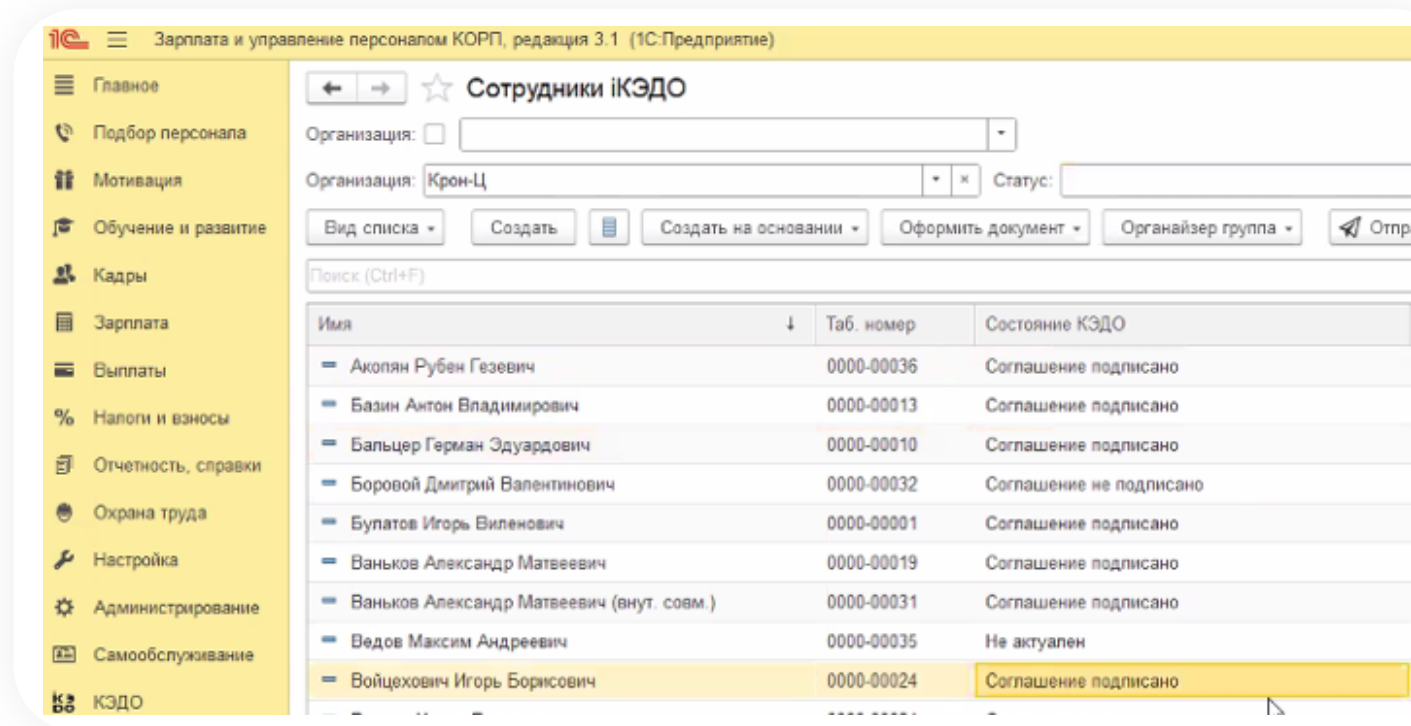 1С Зарплата и управление персоналом КОРП, редакция 3.1 (1С:Предприятие)
Главное
Подбор персонала
Мотивация
Обучение и развитие
Кадры
Зарплата
Выплаты
Налоги и взносы
Отчетность, справки
Охрана труда
Настройка
Администрирование
Самообслуживание
КЭДО КЭДО
Сотрудники iКЭДО
Организация:
Организация: Крон-Ц Статус:
Вид списка Создать Создать на основании Оформить документ Органайзер группа Отпр
Поиск (Ctrl+F)
Имя Таб. номер Состояние КЭДО
Акопян Рубен Гезевич 0000-00036 Соглашение подписано
Базин Антон Владимирович 0000-00013 Соглашение подписано
Бальцер Герман Эдуардович 0000-00010 Соглашение подписано
Боровой Дмитрий Валентинович 0000-00032 Соглашение не подписано
Булатов Игорь Виленович 0000-00001 Соглашение подписано
Ваньков Александр Матвеевич 0000-00019 Соглашение подписано
Ваньков Александр Матвеевич (внут. совм.) 0000-00031 Соглашение подписано
Ведов Максим Андреевич 0000-00035 Не актуален
Войцехович Игорь Борисович 0000-00024 Соглашение подписано